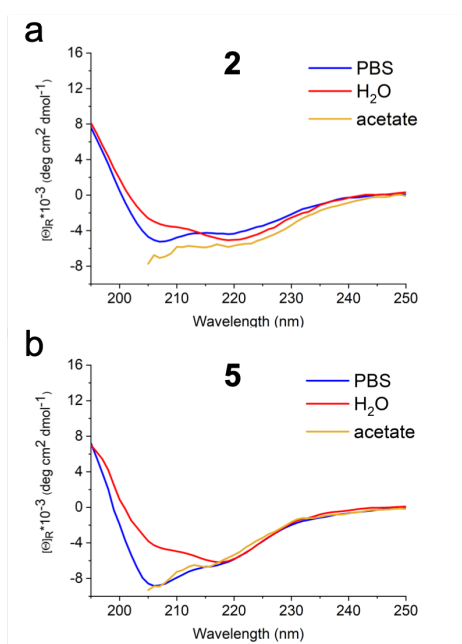 a
2
PBS
H2O
acetate
16
12
8
4
0
-4
-8
[Θ]R*10-3 (deg cm2 dmol-1)
200 210 220 230 240 250
Wavelength (nm)
b
5
PBS
H2O
acetate
16
12
8
4
0
-4
-8
[Θ]R*10-3 (deg cm2 dmol-1)
200 210 220 230 240 250
Wavelength (nm)